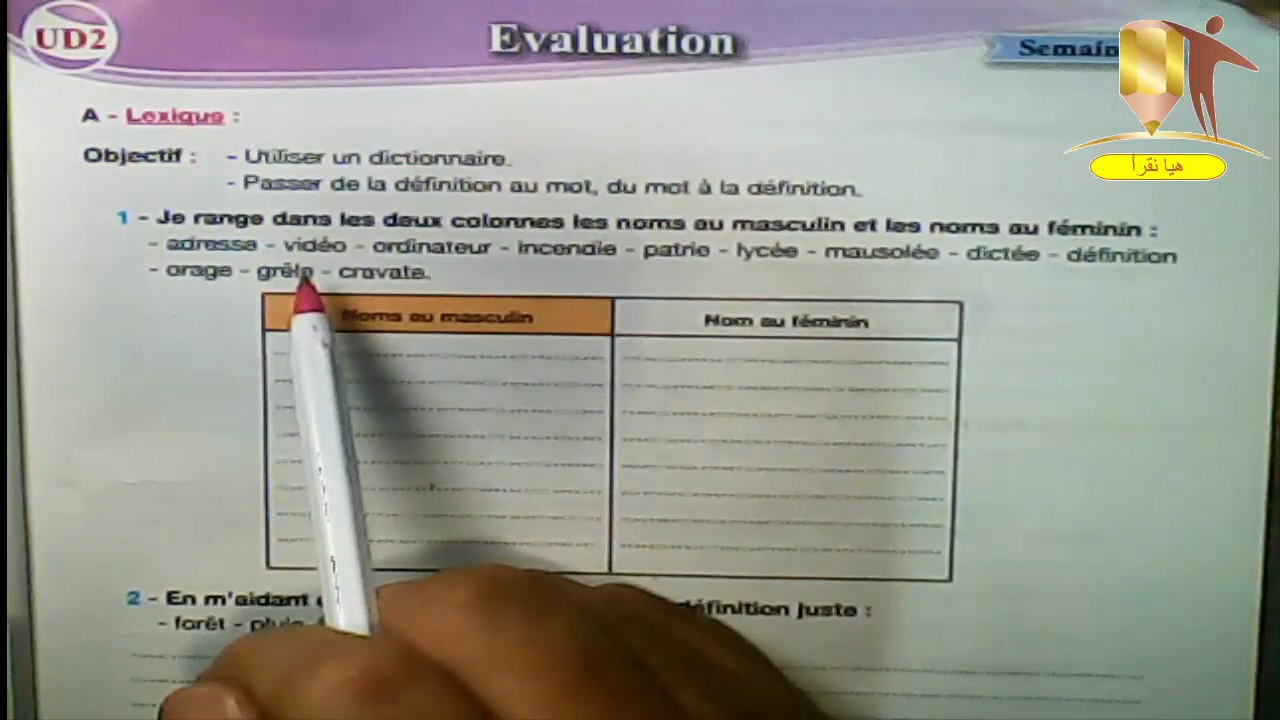 UD2
Evaluation
Semain
هيا نقرأ
A - Lexique :
Objectif : - Utiliser un dictionnaire.
- Passer de la définition au mot, du mot à la définition.
1 - Je range dans les deux colonnes les noms au masculin et les noms au féminin :
- adresse - vidéo - ordinateur - incendie - patrie - lycée - mausolée - dictée - définition
- orage - grêle - cravate.
Noms au masculin
Nom au féminin
2 - En m'aidant définition juste :
- forêt - pluie